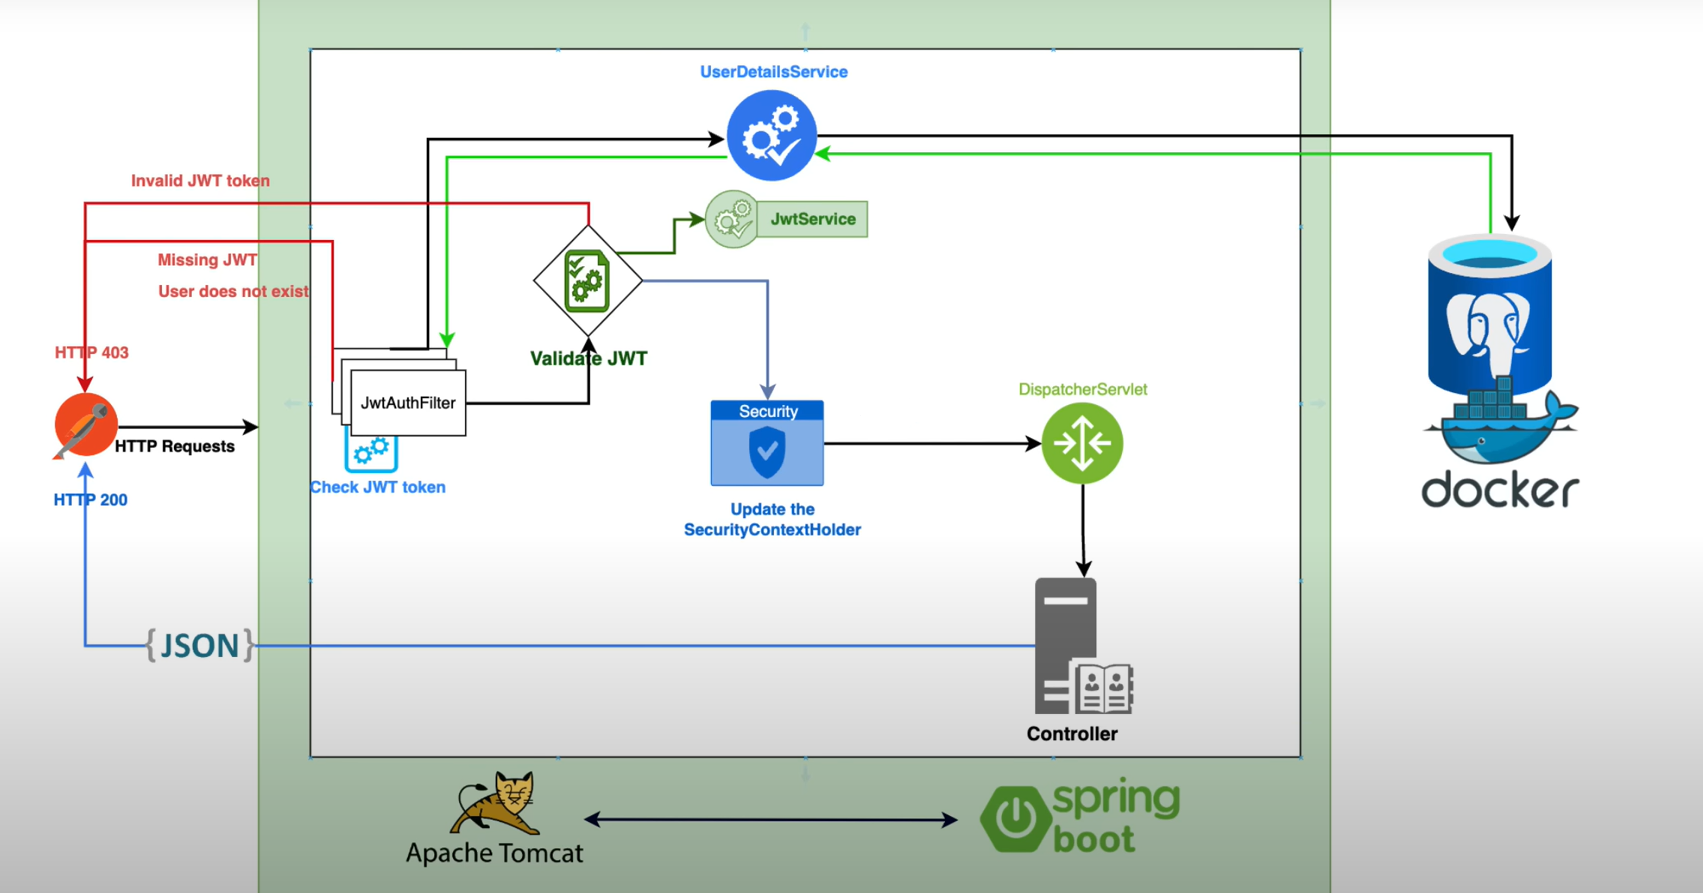 UserDetailsService
Invalid JWT token
JwtService
Missing JWT
User does not exist
HTTP 403
Validate JWT
JwtAuthFilter
DispatcherServlet
Security
HTTP Requests
Check JWT token
HTTP 200
Update the
SecurityContextHolder
docker
{JSON}
Controller
Apache Tomcat
spring
boot